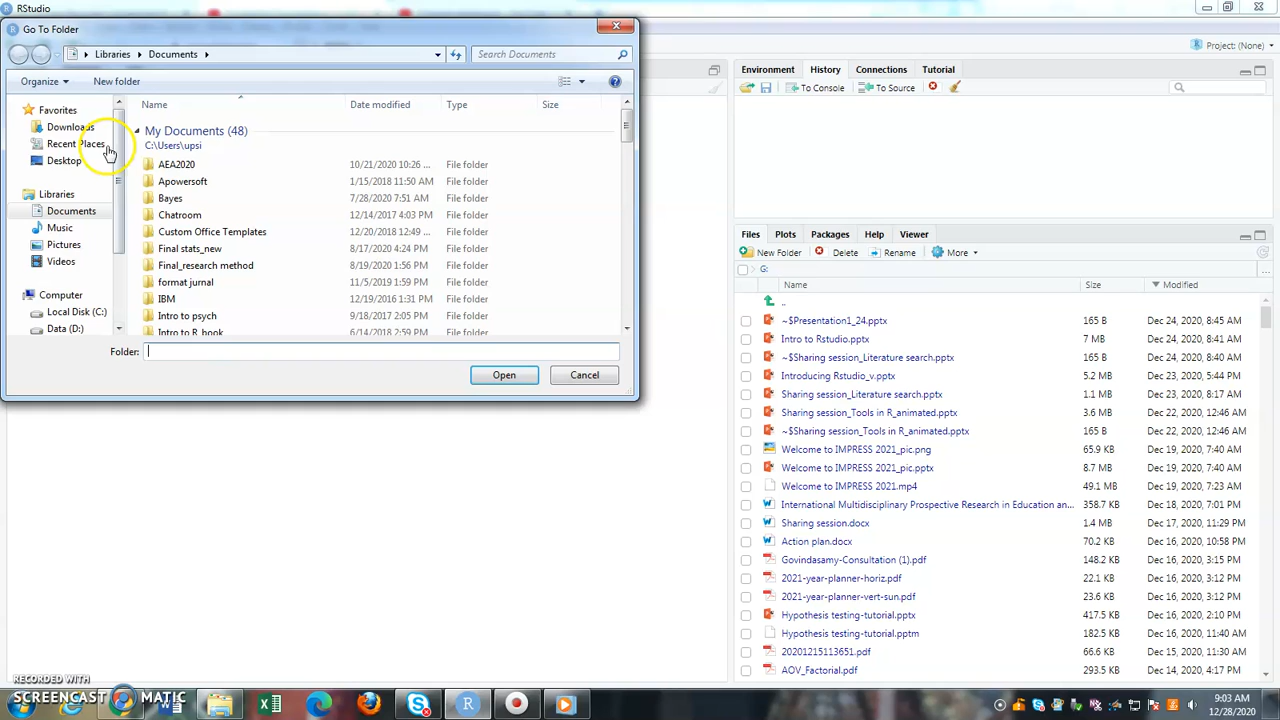 RStudio
Go To Folder
Libraries Documents
Search Documents
Organize New folder
Favorites
Downloads
Recent Places
Desktop
Libraries
Documents
Music
Pictures
Videos
Computer
Local Disk (C:)
Data (D:)
Name Date modified Type Size
My Documents (48)
C:\Users\upsi
AEA2020 10/21/2020 10:26 ... File folder
Apowersoft 1/15/2018 11:50 AM File folder
Bayes 7/28/2020 7:51 AM File folder
Chatroom 12/14/2017 4:03 PM File folder
Custom Office Templates 12/20/2018 12:49 ... File folder
Final stats_new 8/17/2020 4:24 PM File folder
Final_research method 8/19/2020 1:56 PM File folder
format jurnal 11/5/2019 1:59 PM File folder
IBM 12/19/2016 1:31 PM File folder
Intro to psych 9/18/2017 2:05 PM File folder
Intro to R_book 6/14/2018 2:59 PM File folder
Folder:
Open Cancel
Project: (None)
Environment History Connections Tutorial
To Console To Source
Files Plots Packages Help Viewer
New Folder Delete Rename More
G:
Name Size Modified
..
~$Presentation1_24.pptx 165 B Dec 24, 2020, 8:45 AM
Intro to Rstudio.pptx 7 MB Dec 24, 2020, 8:41 AM
~$Sharing session_Literature search.pptx 165 B Dec 24, 2020, 8:40 AM
Introducing Rstudio_v.pptx 5.2 MB Dec 23, 2020, 5:44 PM
Sharing session_Literature search.pptx 1.1 MB Dec 23, 2020, 8:17 AM
Sharing session_Tools in R_animated.pptx 3.6 MB Dec 22, 2020, 12:46 AM
~$Sharing session_Tools in R_animated.pptx 165 B Dec 22, 2020, 12:46 AM
Welcome to IMPRESS 2021_pic.png 65.9 KB Dec 19, 2020, 7:40 AM
Welcome to IMPRESS 2021_pic.pptx 8.7 MB Dec 19, 2020, 7:40 AM
Welcome to IMPRESS 2021.mp4 49.1 MB Dec 19, 2020, 7:23 AM
International Multidisciplinary Prospective Research in Education an... 358.7 KB Dec 18, 2020, 7:01 PM
Sharing session.docx 1.4 MB Dec 17, 2020, 11:29 PM
Action plan.docx 70.2 KB Dec 16, 2020, 10:58 PM
Govindasamy-Consultation (1).pdf 148.2 KB Dec 16, 2020, 3:15 PM
2021-year-planner-horiz.pdf 22.1 KB Dec 16, 2020, 3:12 PM
2021-year-planner-vert-sun.pdf 23.6 KB Dec 16, 2020, 3:12 PM
Hypothesis testing-tutorial.pptx 417.5 KB Dec 16, 2020, 2:10 PM
Hypothesis testing-tutorial.pptm 182.5 KB Dec 16, 2020, 11:40 AM
20201215113651.pdf 66.6 KB Dec 15, 2020, 11:36 AM
AOV_Factorial.pdf 293.5 KB Dec 14, 2020, 4:17 PM
RECORDED WITH
SCREENCAST MATIC
9:03 AM
12/28/2020